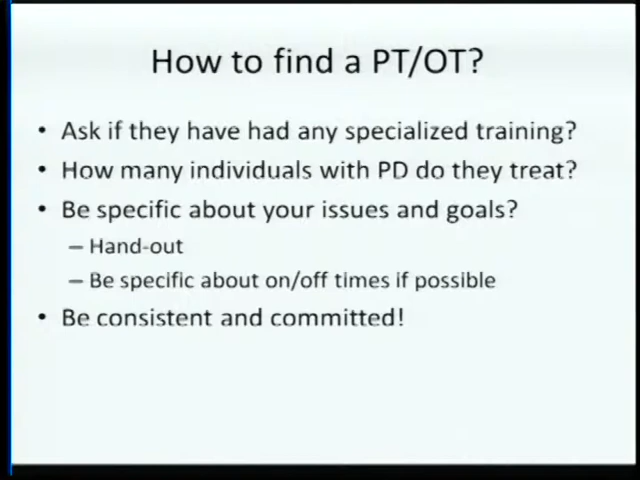 How to find a PT/OT?
• Ask if they have had any specialized training?
• How many individuals with PD do they treat?
• Be specific about your issues and goals?
– Hand-out
– Be specific about on/off times if possible
• Be consistent and committed!